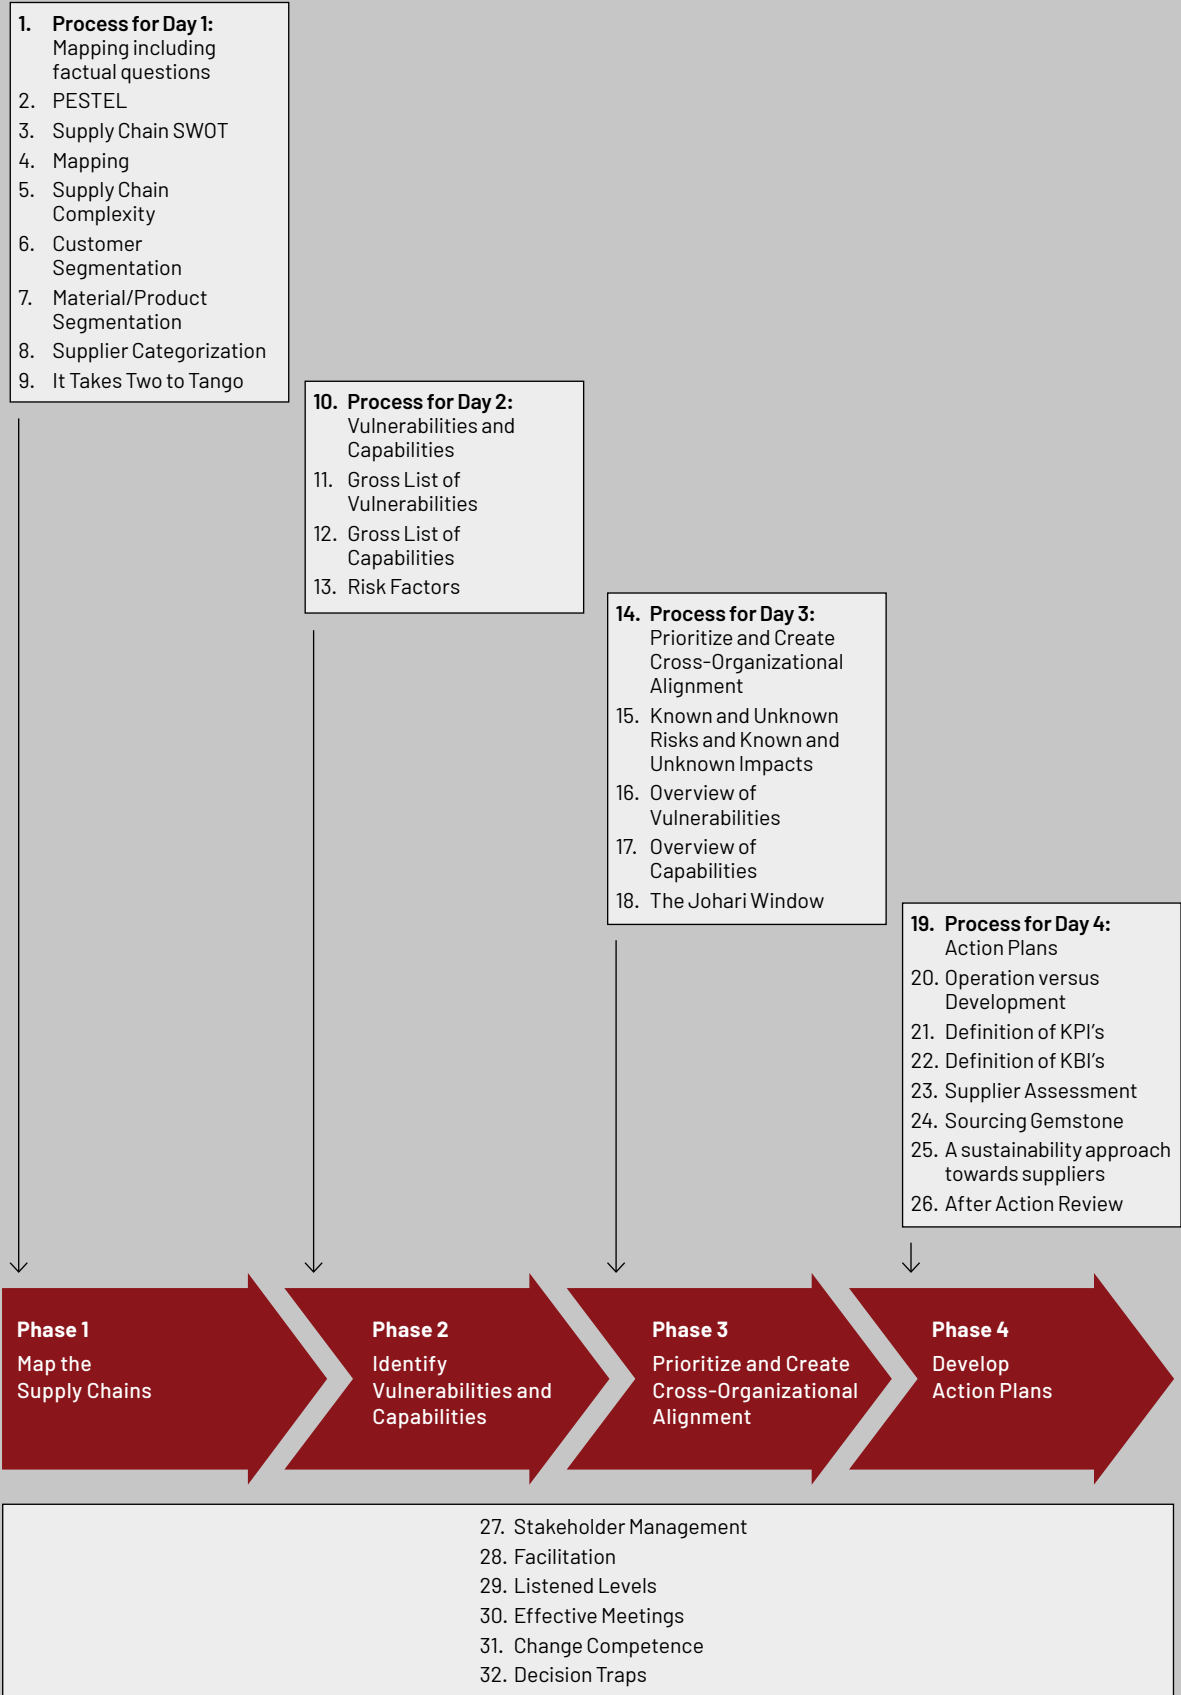 1. Process for Day 1:
Mapping including
factual questions
2. PESTEL
3. Supply Chain SWOT
4. Mapping
5. Supply Chain
Complexity
6. Customer
Segmentation
7. Material/Product
Segmentation
8. Supplier Categorization
9. It Takes Two to Tango
10. Process for Day 2:
Vulnerabilities and
Capabilities
11. Gross List of
Vulnerabilities
12. Gross List of
Capabilities
13. Risk Factors
14. Process for Day 3:
Prioritize and Create
Cross-Organizational
Alignment
15. Known and Unknown
Risks and Known and
Unknown Impacts
16. Overview of
Vulnerabilities
17. Overview of
Capabilities
18. The Johari Window
19. Process for Day 4:
Action Plans
20. Operation versus
Development
21. Definition of KPI's
22. Definition of KBI's
23. Supplier Assessment
24. Sourcing Gemstone
25. A sustainability approach
towards suppliers
26. After Action Review
Phase 1
Map the
Supply Chains
Phase 2
Identify
Vulnerabilities and
Capabilities
Phase 3
Prioritize and Create
Cross-Organizational
Alignment
Phase 4
Develop
Action Plans
27. Stakeholder Management
28. Facilitation
29. Listened Levels
30. Effective Meetings
31. Change Competence
32. Decision Traps